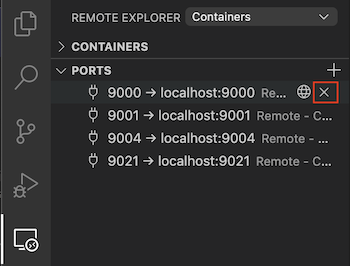 REMOTE EXPLORER Containers
CONTAINERS
PORTS
9000 → localhost:9000 Re...
9001 → localhost:9001 Remote - C...
9004 → localhost:9004 Remote - C...
9021 → localhost:9021 Remote - C...